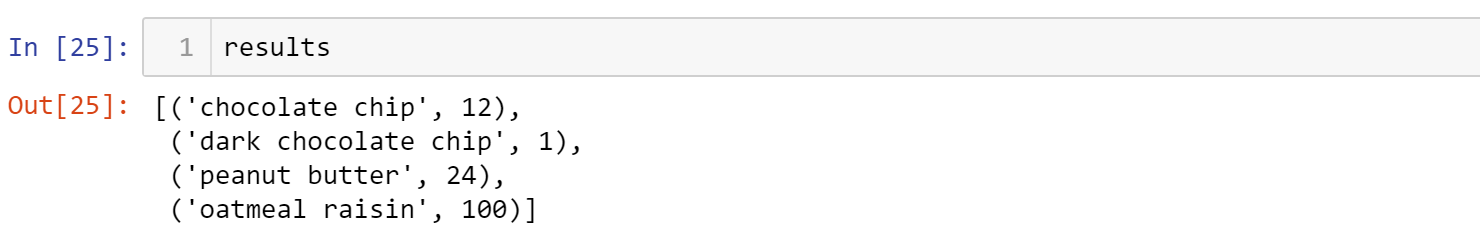 In [25]: 1 results
Out[25]: [('chocolate chip', 12),
('dark chocolate chip', 1),
('peanut butter', 24),
('oatmeal raisin', 100)]